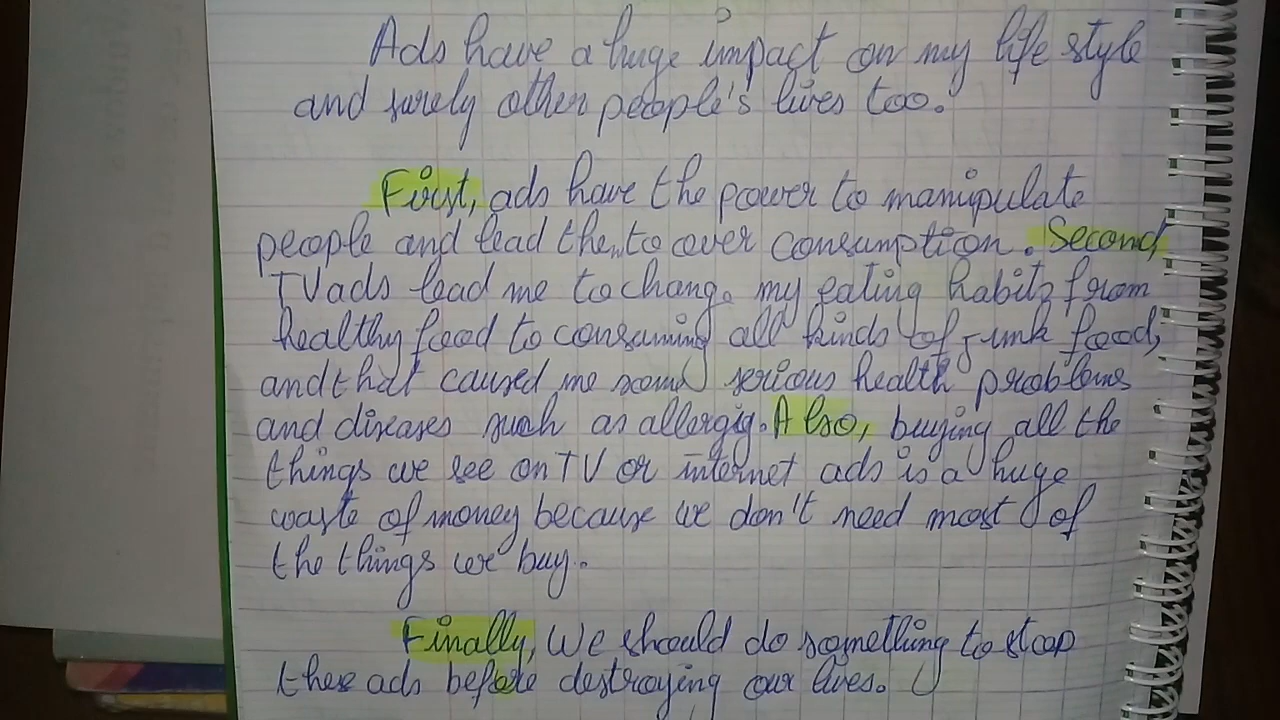 Ads have a huge impact on my life style
and surely other people's lives too.
First, ads have the power to manipulate
people and lead them to over consumption. Second,
TV ads lead me to change my eating habits from
healthy food to consuming all kinds of junk food,
and that caused me some serious health problems
and diseases such as allergig. Also, buying all the
things we see on TV or internet ads is a huge
waste of money because we don't need most of
the things we buy.
Finally, We should do something to stop
these ads before destroying our lives.